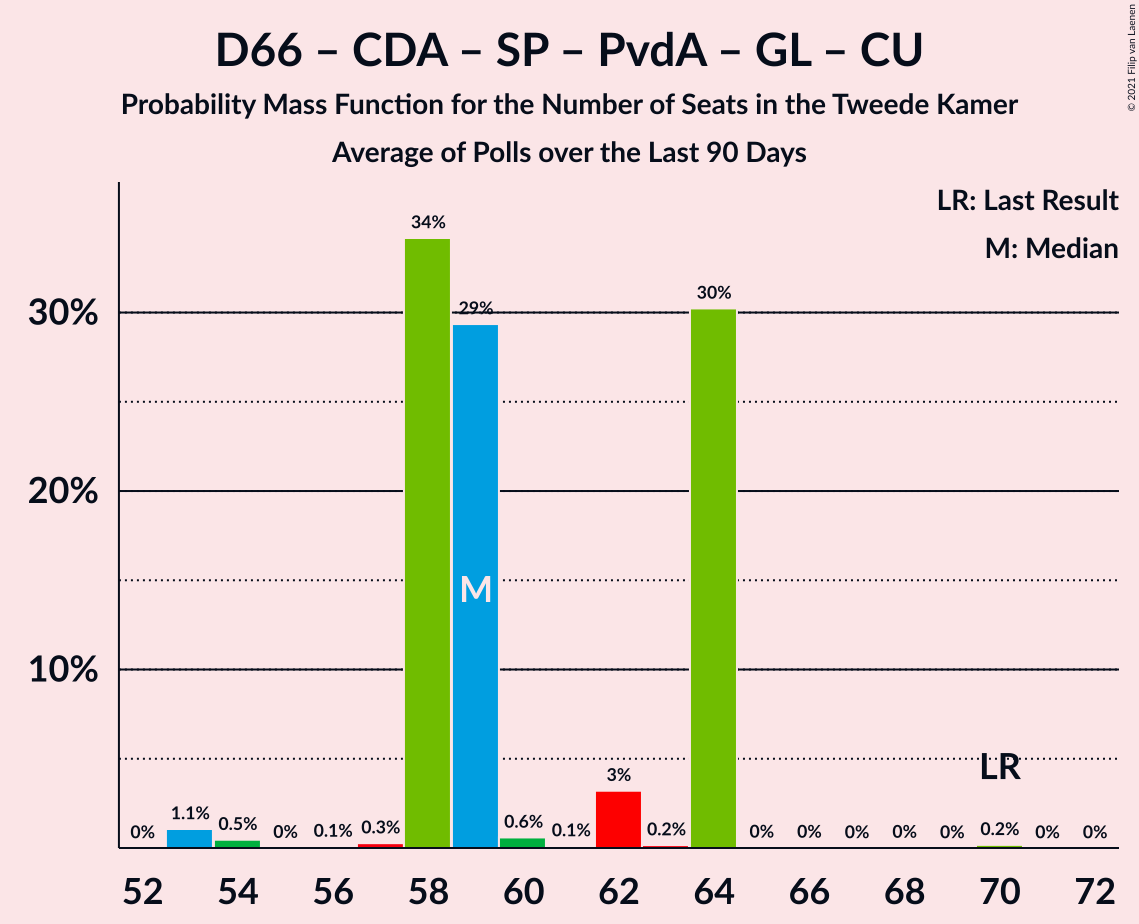 D66 – CDA – SP – PvdA – GL – CU
Probability Mass Function for the Number of Seats in the Tweede Kamer
Average of Polls over the Last 90 Days
© 2021 Filip van Laenen
LR: Last Result
M: Median
30%
20%
10%
0%
1.1%
0.5%
0%
0.1%
0.3%
34%
29%
0.6%
0.1%
3%
0.2%
30%
0%
0%
0%
0%
0%
0.2%
0%
0%
M
LR
52 54 56 58 60 62 64 66 68 70 72